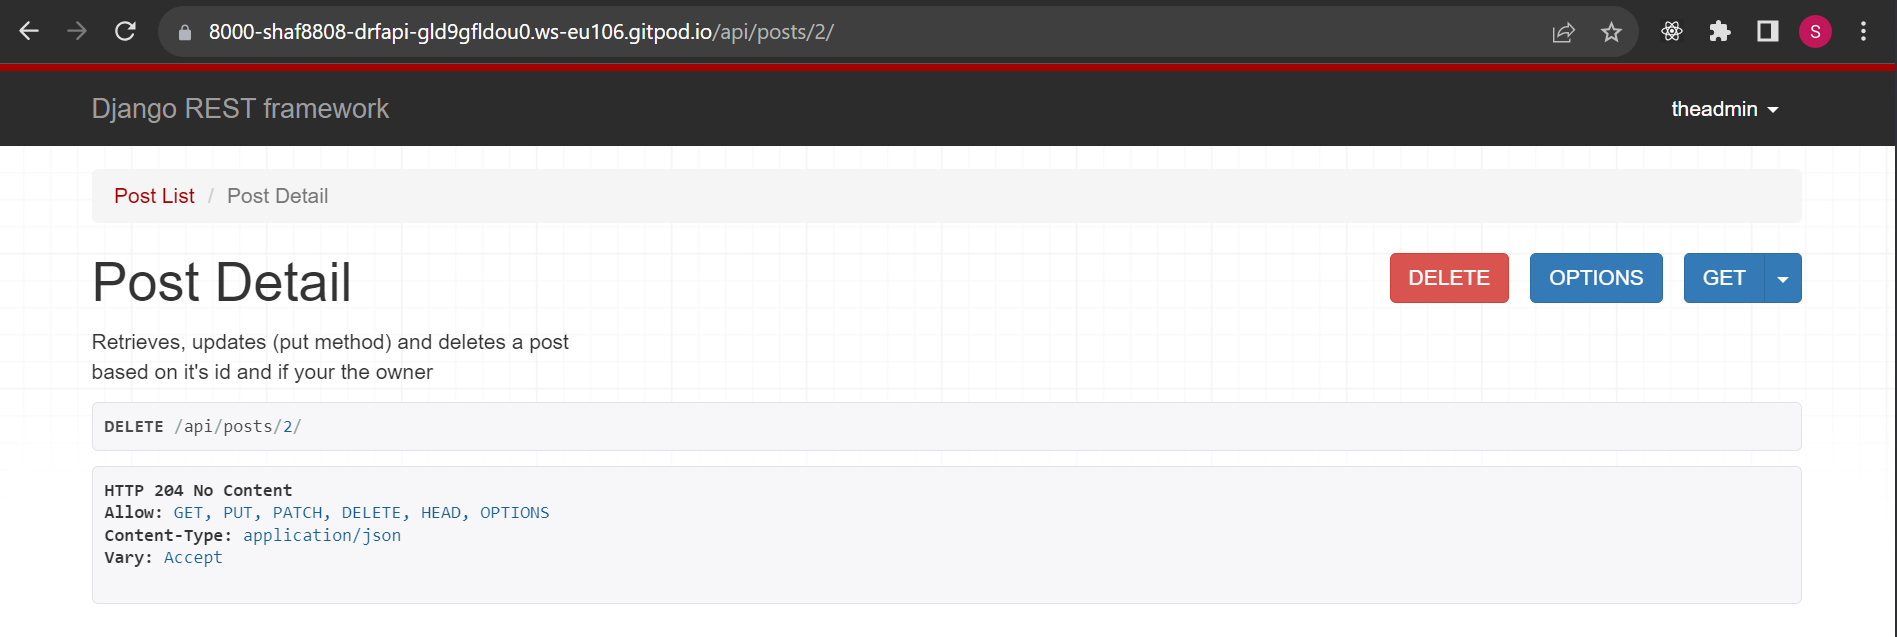 8000-shaf8808-drfapi-gld9gfldou0.ws-eu106.gitpod.io/api/posts/2/
S
Django REST framework
theadmin
Post List / Post Detail
Post Detail
DELETE
OPTIONS
GET
Retrieves, updates (put method) and deletes a post
based on it's id and if your the owner
DELETE /api/posts/2/
HTTP 204 No Content
Allow: GET, PUT, PATCH, DELETE, HEAD, OPTIONS
Content-Type: application/json
Vary: Accept